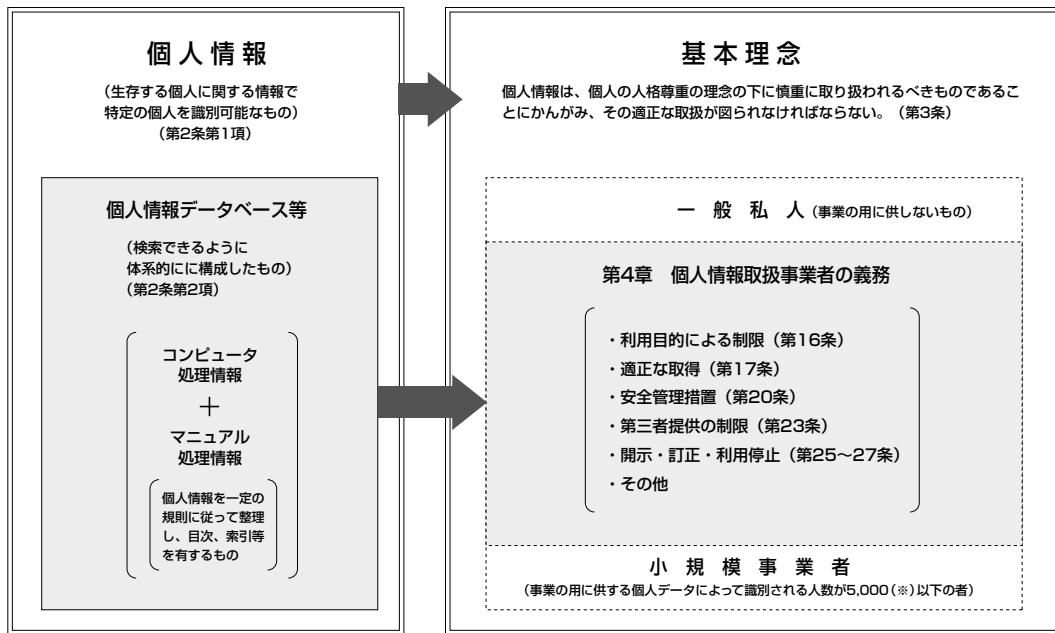 個人情報
（生存する個人に関する情報で
特定の個人を識別可能なもの）
（第2条第1項）
個人情報データベース等
（検索できるように
体系的にに構成したもの）
（第2条第2項）
コンピュータ
処理情報
＋
マニュアル
処理情報
個人情報を一定の
規則に従って整理
し、目次、索引等
を有するもの
基本理念
個人情報は、個人の人格尊重の理念の下に慎重に取り扱われるべきものであるこ
とにかんがみ、その適正な取扱が図られなければならない。（第3条）
一般私人（事業の用に供しないもの）
第4章　個人情報取扱事業者の義務
・利用目的による制限（第16条）
・適正な取得（第17条）
・安全管理措置（第20条）
・第三者提供の制限（第23条）
・開示・訂正・利用停止（第25〜27条）
・その他
小規模事業者
（事業の用に供する個人データによって識別される人数が5,000（※）以下の者）